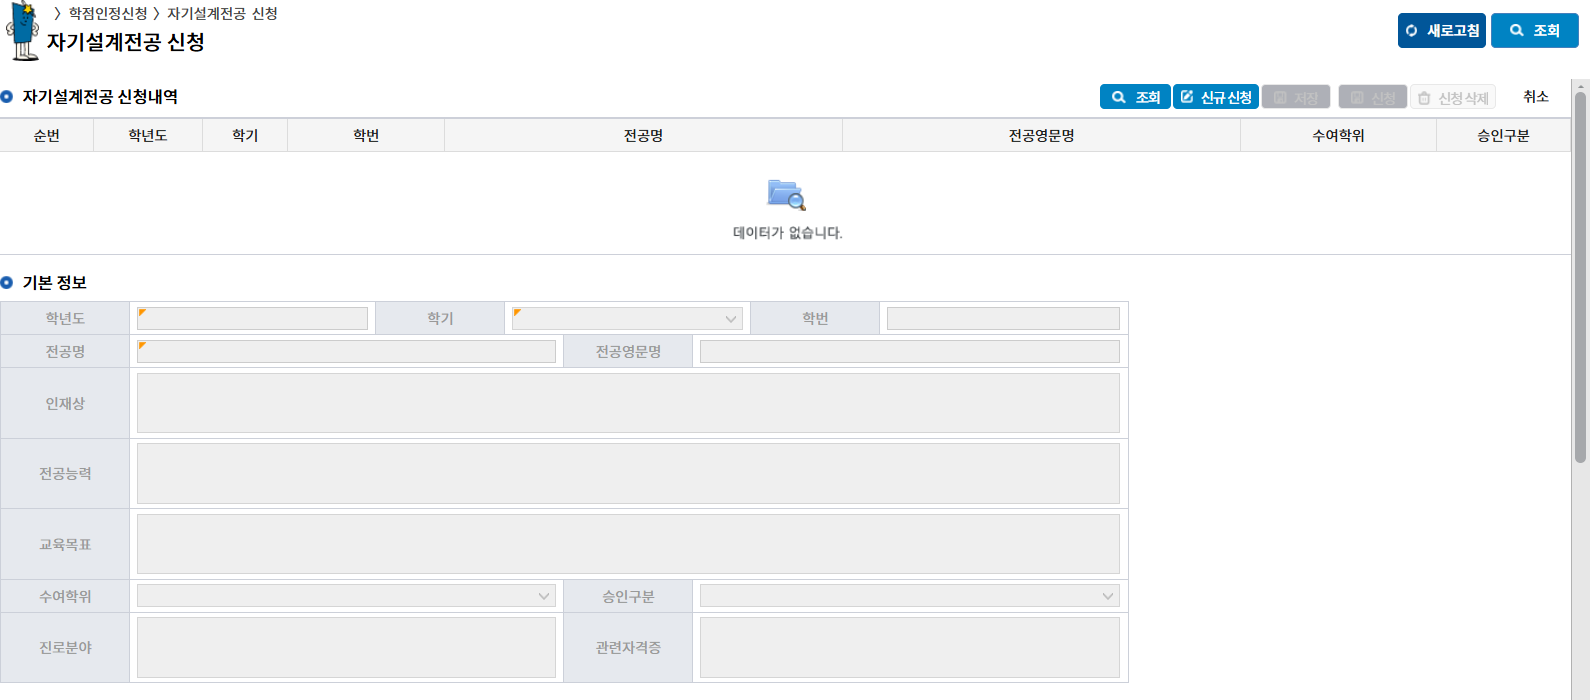 〉 학점인정신청 〉 자기설계전공 신청
자기설계전공 신청
새로고침 조회
자기설계전공 신청내역
조회 신규신청 저장 신청 신청삭제 취소
순번 학년도 학기 학번 전공명 전공영문명 수여학위 승인구분
데이터가 없습니다.
기본 정보
학년도 학기 학번
전공명 전공영문명
인재상
전공능력
교육목표
수여학위 승인구분
진로분야 관련자격증